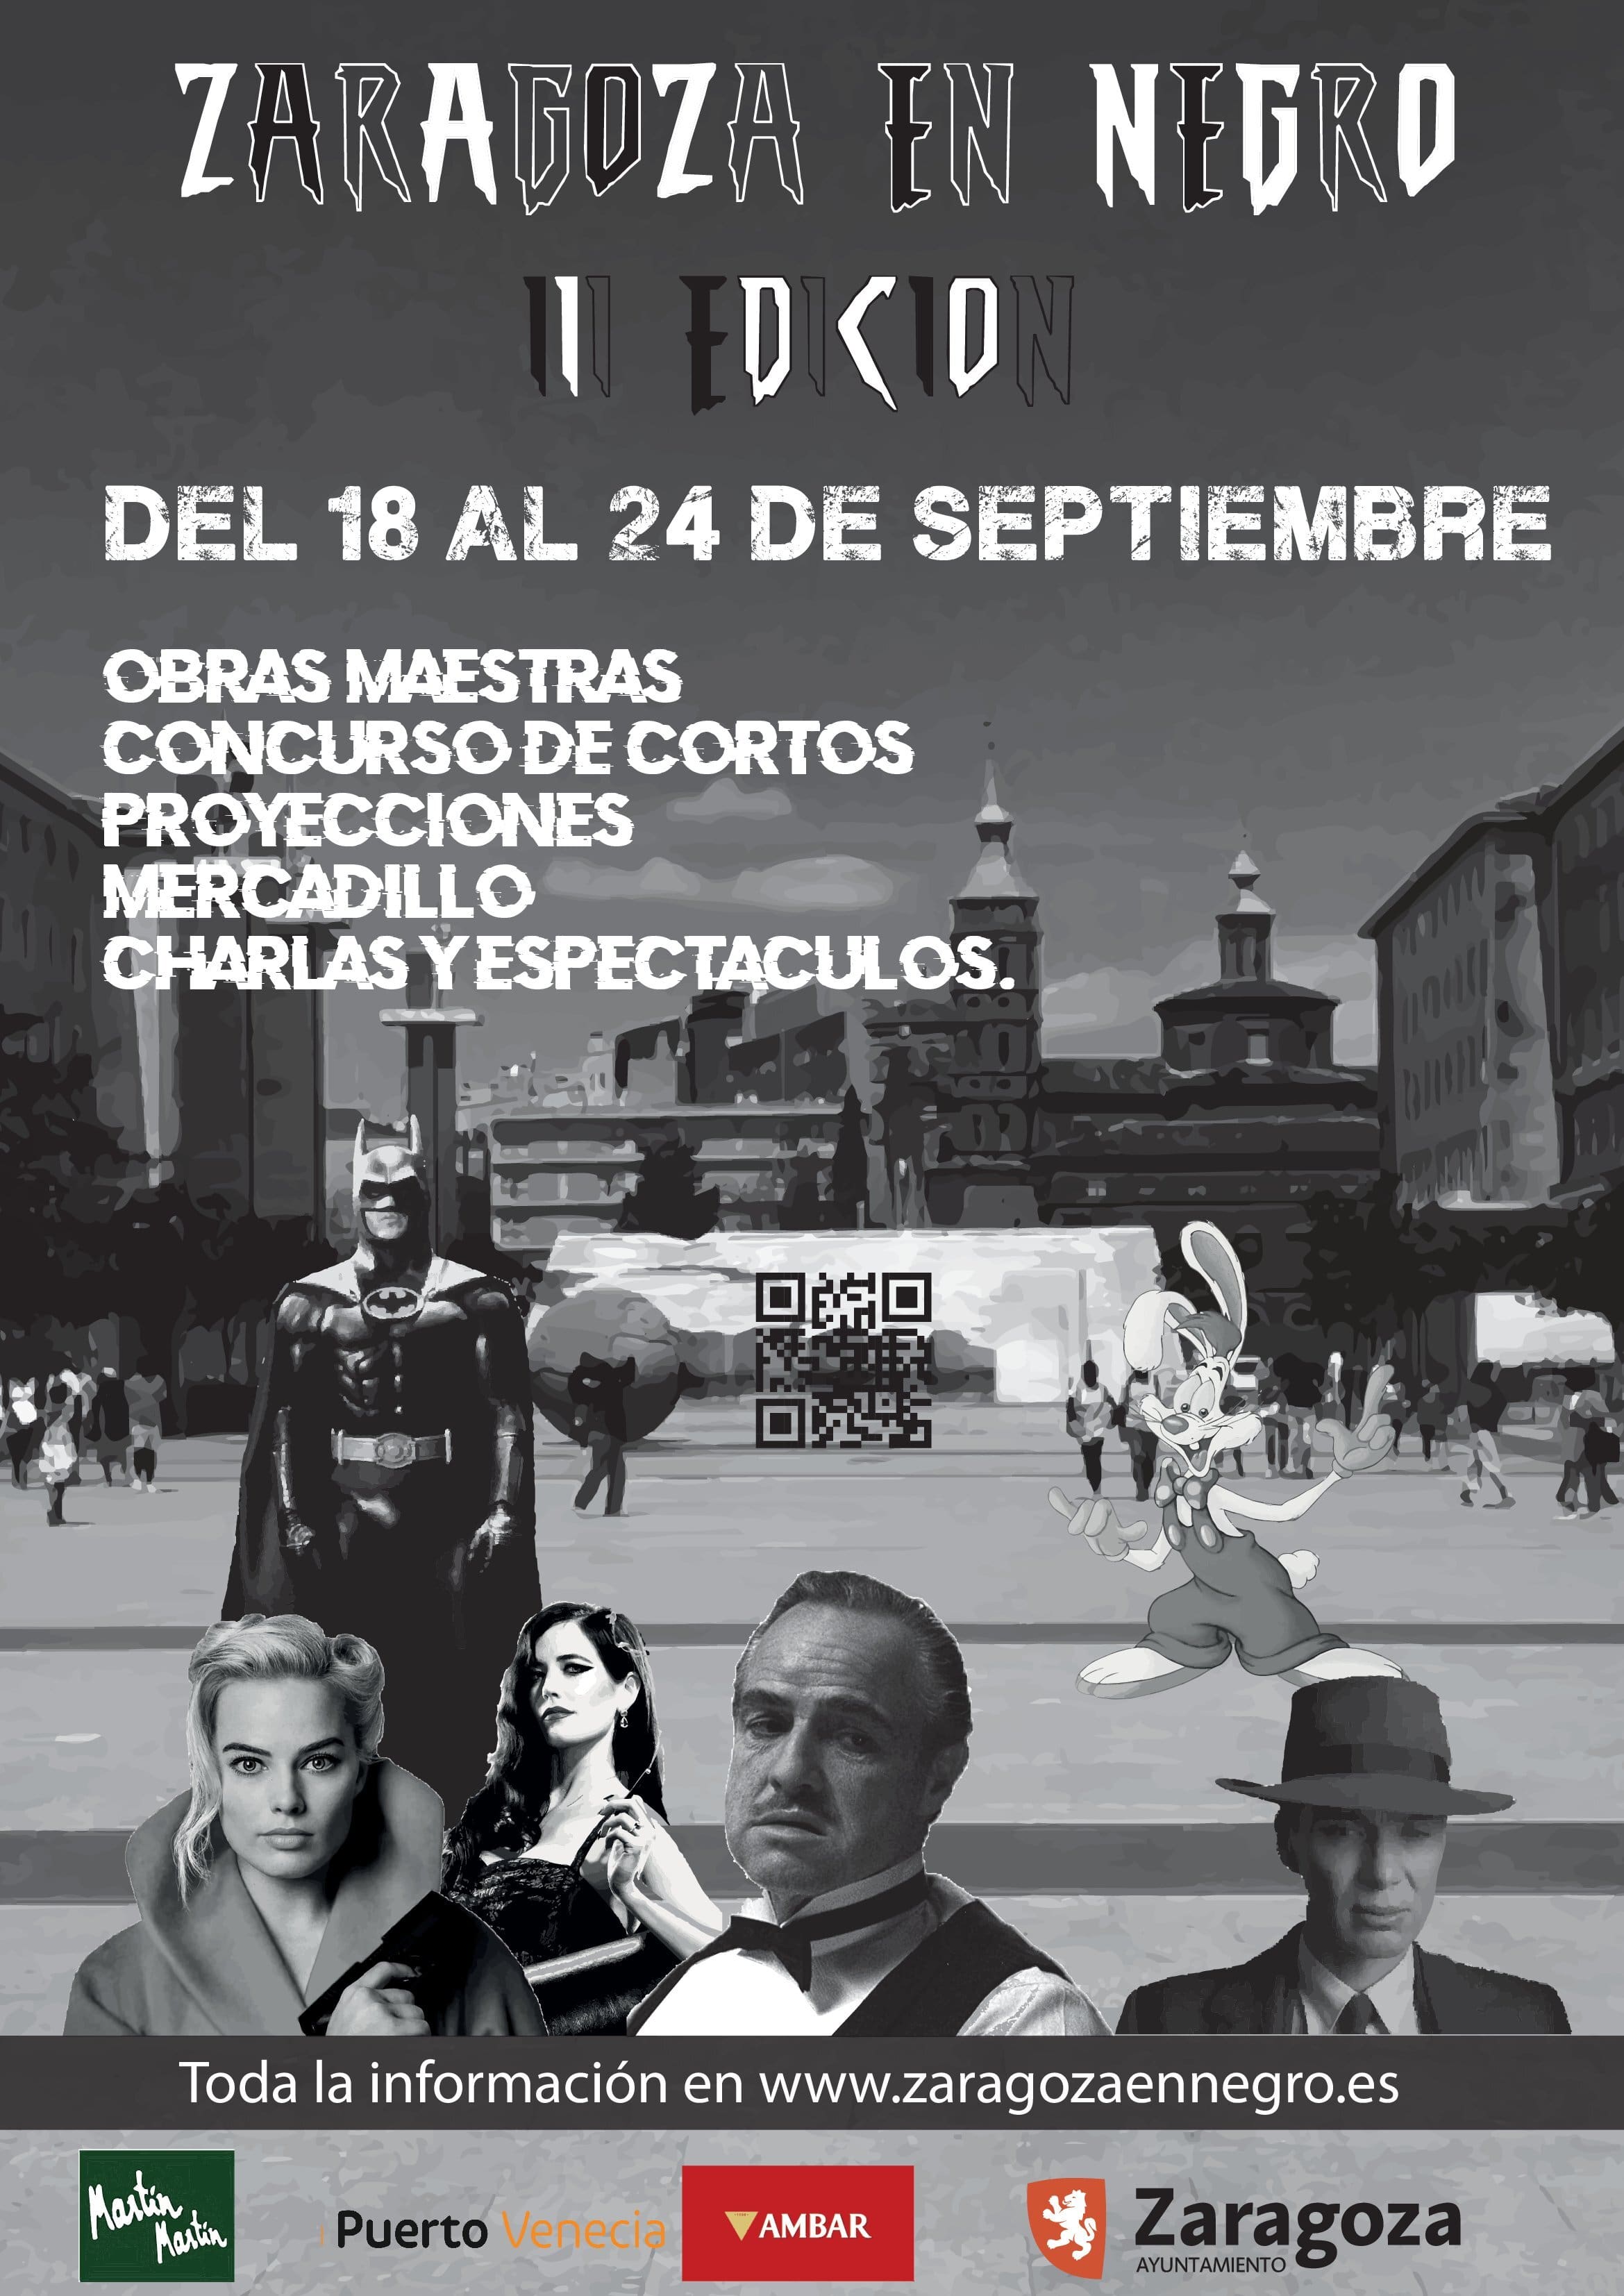 ZARAGOZA EN NEGRO
III EDICION
DEL 18 AL 24 DE SEPTIEMBRE
OBRAS MAESTRAS
CONCURSO DE CORTOS
PROYECCIONES
MERCADILLO
CHARLAS Y ESPECTACULOS.
Toda la información en www.zaragozaennegro.es
Martín
Martín
Puerto Venecia
AMBAR
Zaragoza
AYUNTAMIENTO